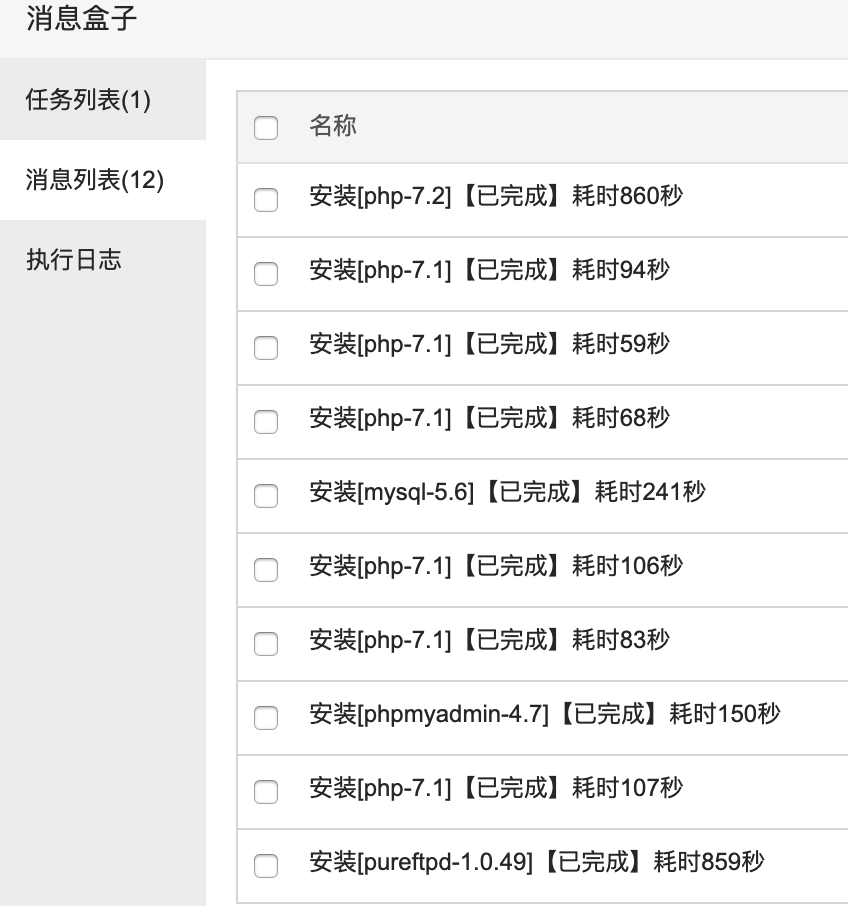 消息盒子
任务列表(1)
消息列表(12)
执行日志
名称
安装[php-7.2]【已完成】耗时860秒
安装[php-7.1]【已完成】耗时94秒
安装[php-7.1]【已完成】耗时59秒
安装[php-7.1]【已完成】耗时68秒
安装[mysql-5.6]【已完成】耗时241秒
安装[php-7.1]【已完成】耗时106秒
安装[php-7.1]【已完成】耗时83秒
安装[phpmyadmin-4.7]【已完成】耗时150秒
安装[php-7.1]【已完成】耗时107秒
安装[pureftpd-1.0.49]【已完成】耗时859秒